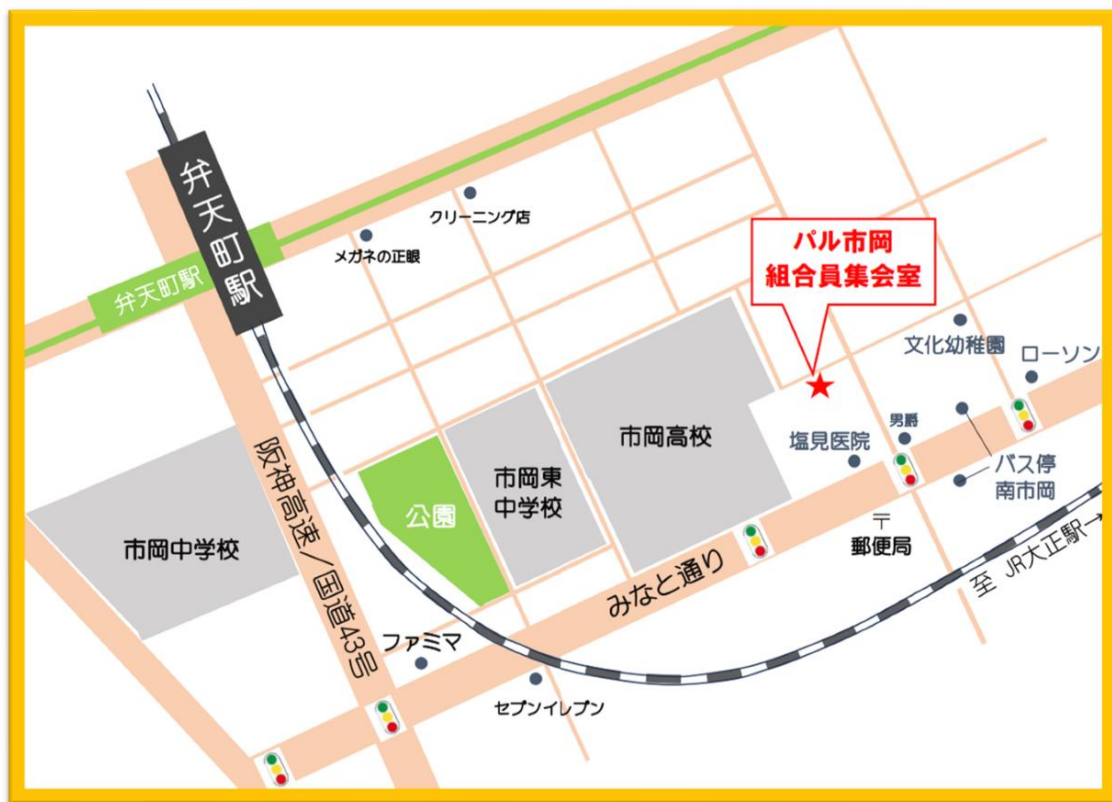 弁天町駅
弁天町駅
クリーニング店
メガネの正眼
パル市岡
組合員集会室
文化幼稚園
ローソン
市岡高校
男爵
塩見医院
バス停
南市岡
市岡東
中学校
公園
市岡中学校
阪神高速/国道43号
〒
郵便局
みなと通り
至 JR大正駅→
ファミマ
セブンイレブン